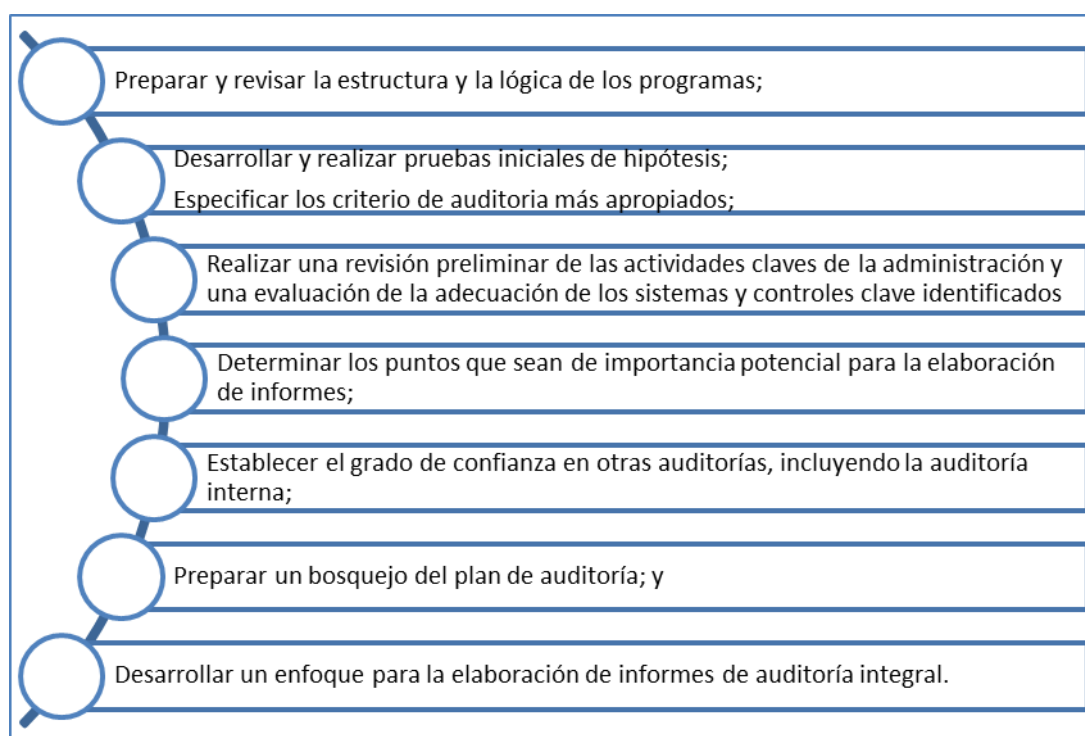 Preparar y revisar la estructura y la lógica de los programas;
Desarrollar y realizar pruebas iniciales de hipótesis;
Especificar los criterio de auditoria más apropiados;
Realizar una revisión preliminar de las actividades claves de la administración y
una evaluación de la adecuación de los sistemas y controles clave identificados
Determinar los puntos que sean de importancia potencial para la elaboración
de informes;
Establecer el grado de confianza en otras auditorías, incluyendo la auditoría
interna;
Preparar un bosquejo del plan de auditoría; y
Desarrollar un enfoque para la elaboración de informes de auditoría integral.